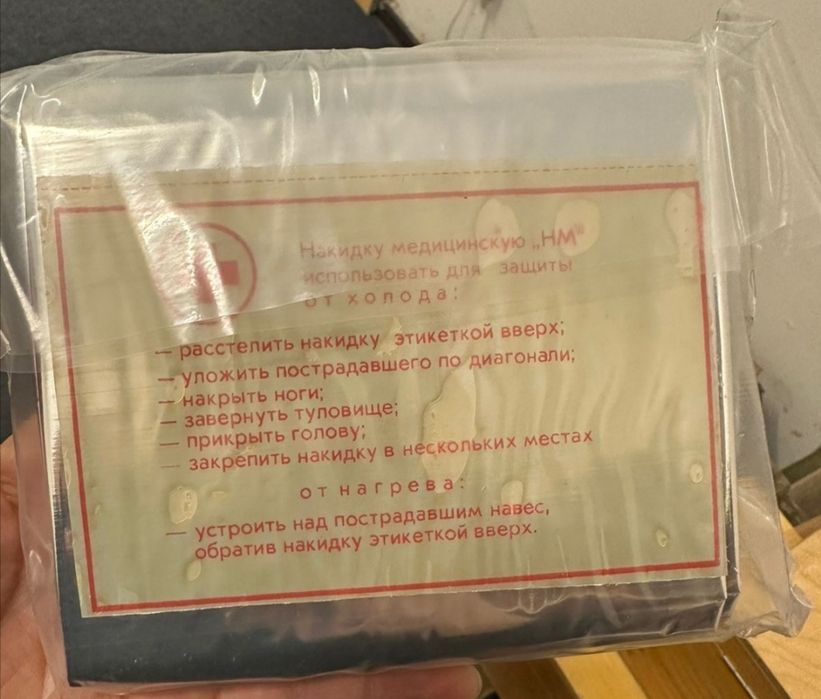 Накидку медицинскую „НМ"
использовать для защиты
от холода:
— расстелить накидку этикеткой вверх;
— уложить пострадавшего по диагонали;
— накрыть ноги;
— завернуть туловище;
— прикрыть голову;
— закрепить накидку в нескольких местах
от нагрева:
— устроить над пострадавшим навес,
обратив накидку этикеткой вверх.